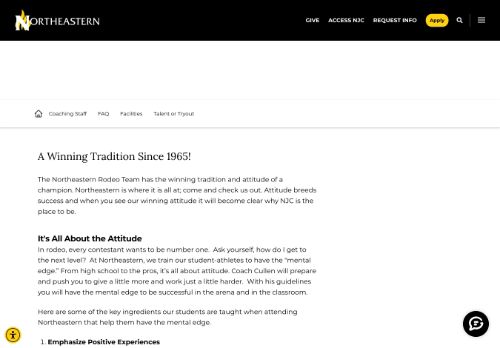 NORTHEASTERN
GIVE ACCESS NJC REQUEST INFO Apply
Coaching Staff FAQ Facilities Talent or Tryout
A Winning Tradition Since 1965!
The Northeastern Rodeo Team has the winning tradition and attitude of a
champion. Northeastern is where it is all at; come and check us out. Attitude breeds
success and when you see our winning attitude it will become clear why NJC is the
place to be.
It's All About the Attitude
In rodeo, every contestant wants to be number one. Ask yourself, how do I get to
the next level? At Northeastern, we train our student-athletes to have the “mental
edge.” From high school to the pros, it’s all about attitude. Coach Cullen will prepare
and push you to give a little more and work just a little harder. With his guidelines
you will have the mental edge to be successful in the arena and in the classroom.
Here are some of the key ingredients our students are taught when attending
Northeastern that help them have the mental edge.
1. Emphasize Positive Experiences